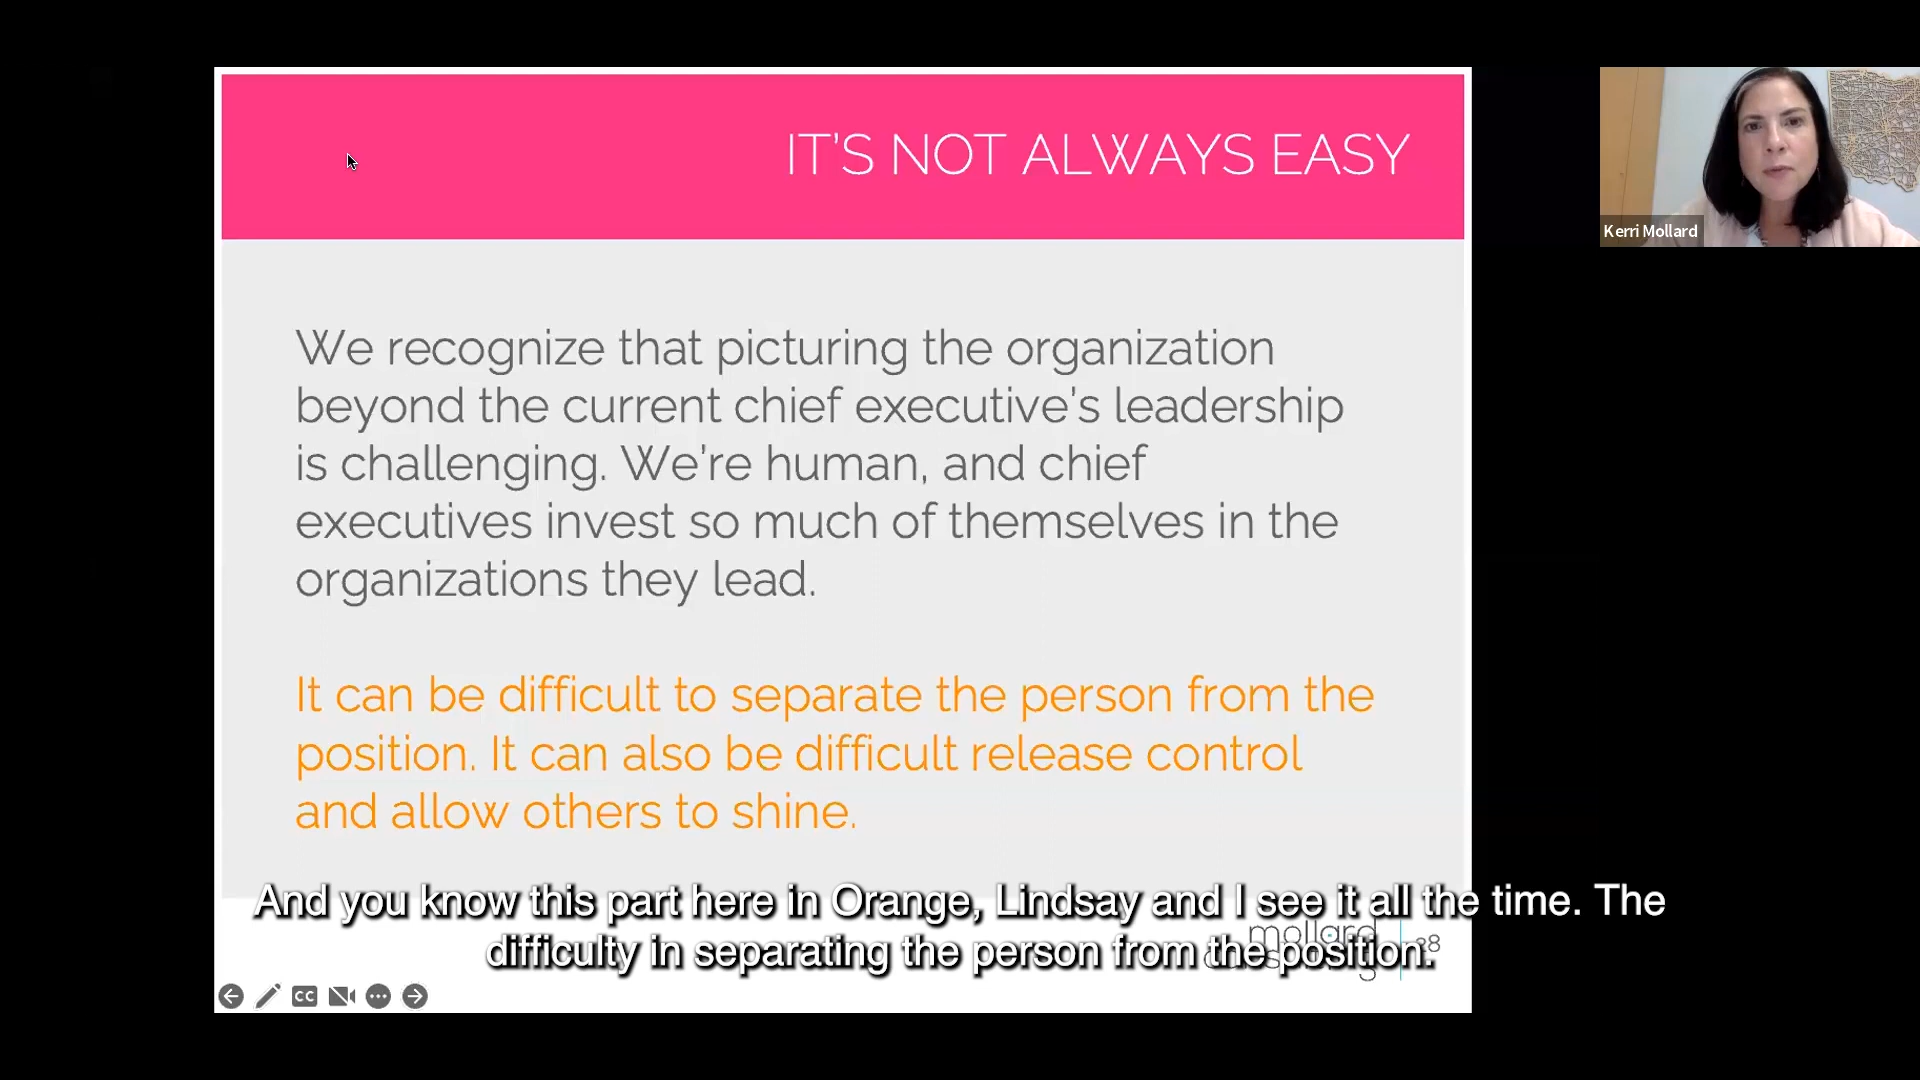 IT'S NOT ALWAYS EASY
Kerri Mollard
We recognize that picturing the organization
beyond the current chief executive's leadership
is challenging. We're human, and chief
executives invest so much of themselves in the
organizations they lead.
It can be difficult to separate the person from the
position. It can also be difficult release control
and allow others to shine.
And you know this part here in Orange, Lindsay and I see it all the time. The
difficulty in separating the person from the position.
mollard
CC